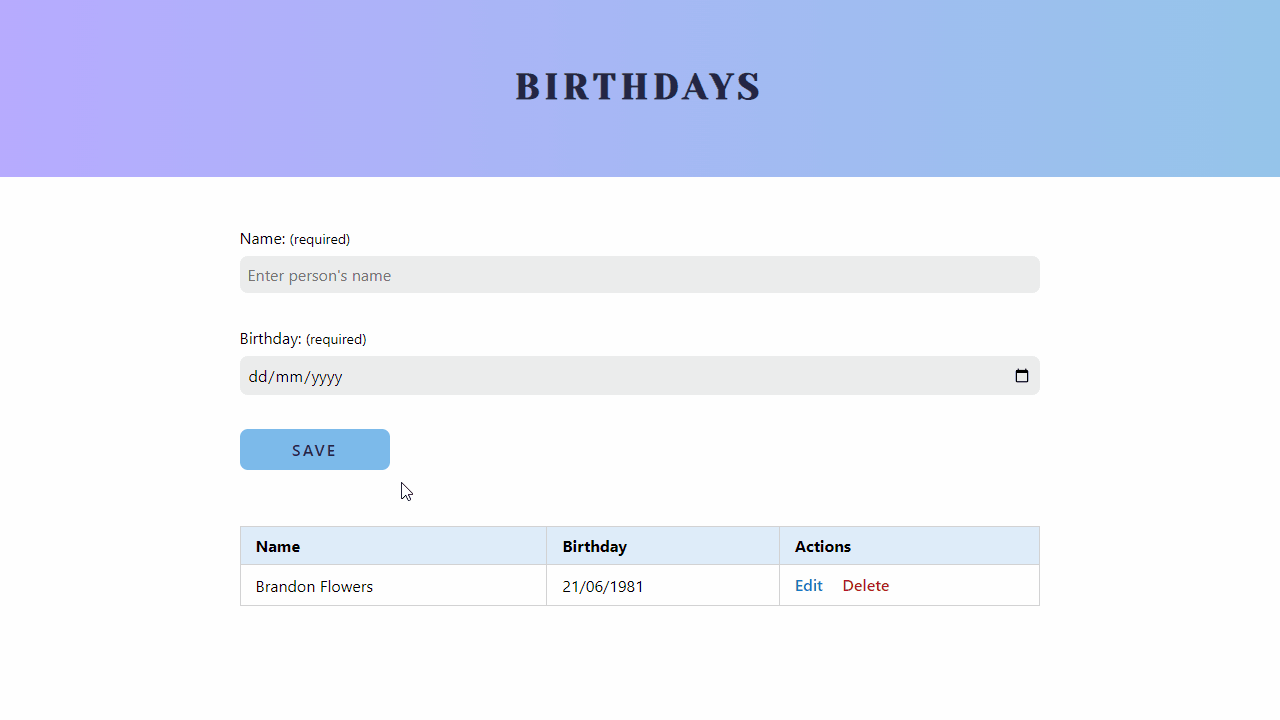 BIRTHDAYS
Name: (required)
Enter person's name
Birthday: (required)
dd/mm/yyyy
SAVE
Name Birthday Actions
Brandon Flowers 21/06/1981 Edit Delete